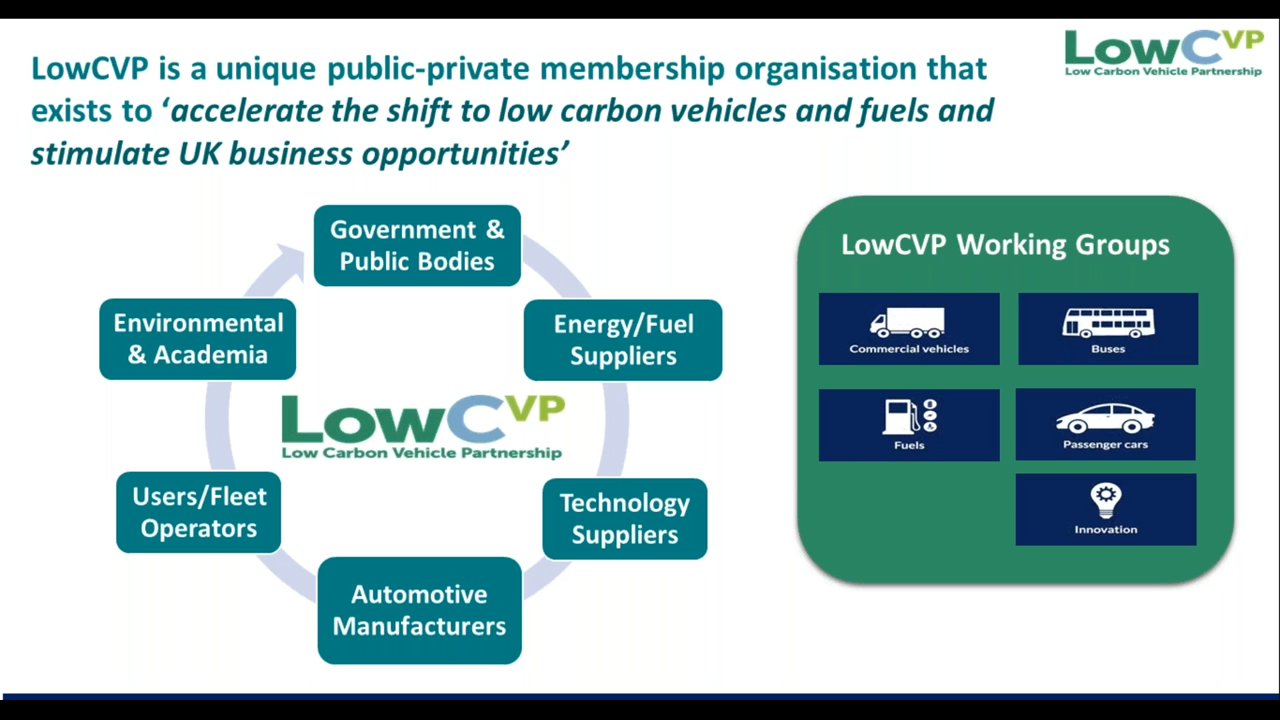 LowCVP is a unique public-private membership organisation that
exists to ‘accelerate the shift to low carbon vehicles and fuels and
stimulate UK business opportunities’
LowCVP
Low Carbon Vehicle Partnership
Government &
Public Bodies
Energy/Fuel
Suppliers
Technology
Suppliers
Automotive
Manufacturers
Users/Fleet
Operators
Environmental
& Academia
LowCVP
Low Carbon Vehicle Partnership
LowCVP Working Groups
Commercial vehicles
Buses
Fuels
Passenger cars
Innovation